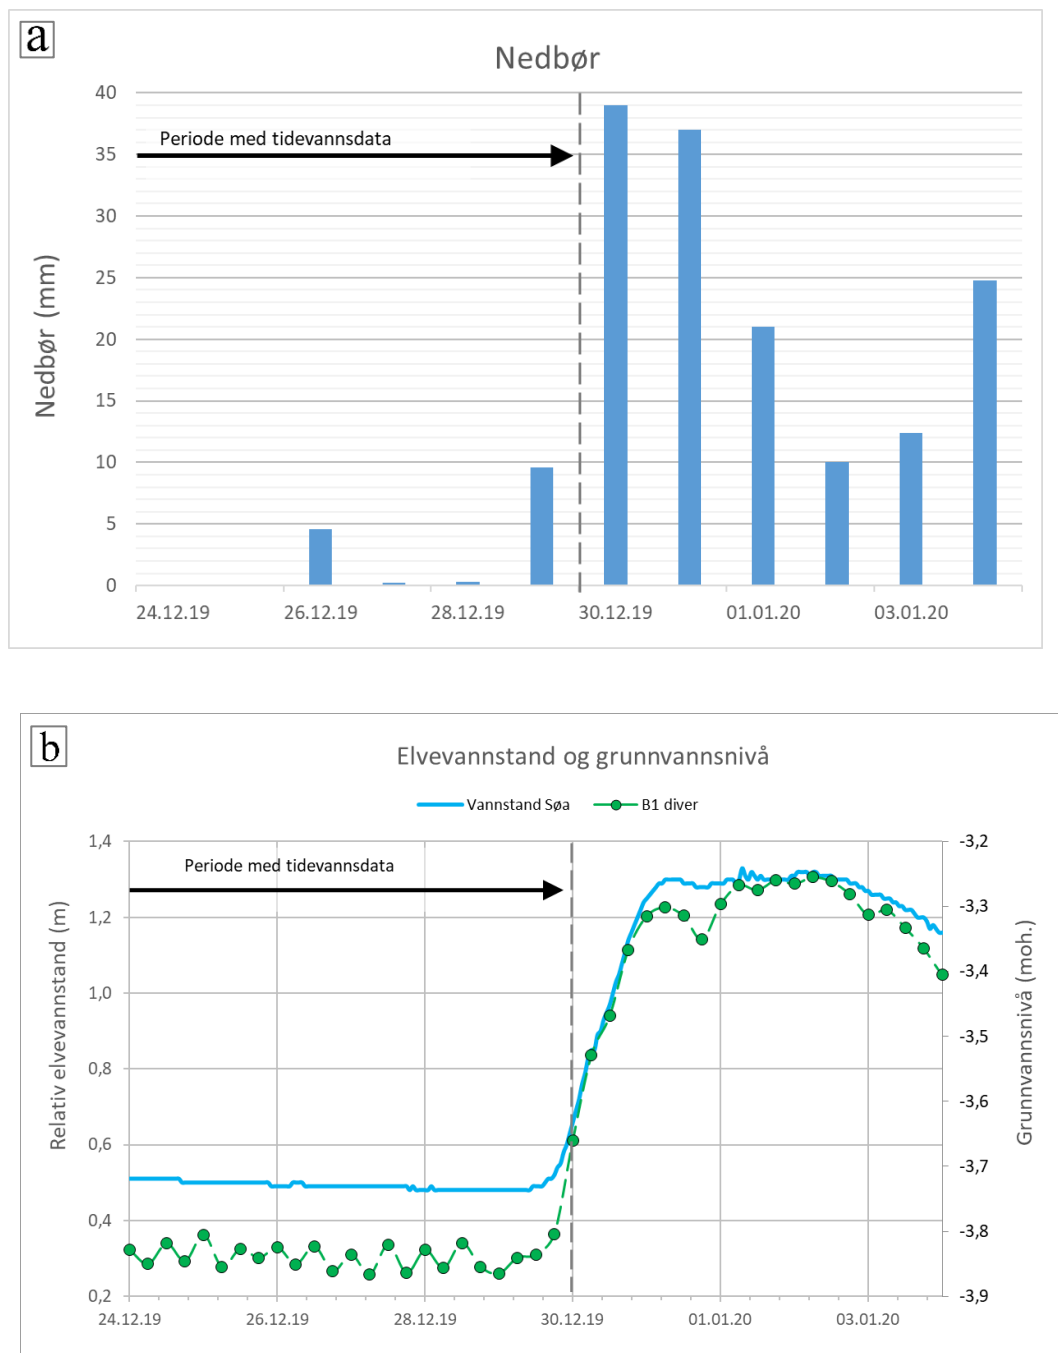 a
Nedbør
40
Periode med tidevannsdata
35
30
25
20
15
10
5
0
Nedbør (mm)
24.12.19 26.12.19 28.12.19 30.12.19 01.01.20 03.01.20
b
Elvevannstand og grunnvannsnivå
Vannstand Søa B1 diver
1,4 -3,2
Periode med tidevannsdata
1,2 -3,3
-3,4
1,0
-3,5
0,8
-3,6
0,6
-3,7
0,4 -3,8
0,2 -3,9
Relativ elvevannstand (m)
Grunnvannsnivå (moh.)
24.12.19 26.12.19 28.12.19 30.12.19 01.01.20 03.01.20